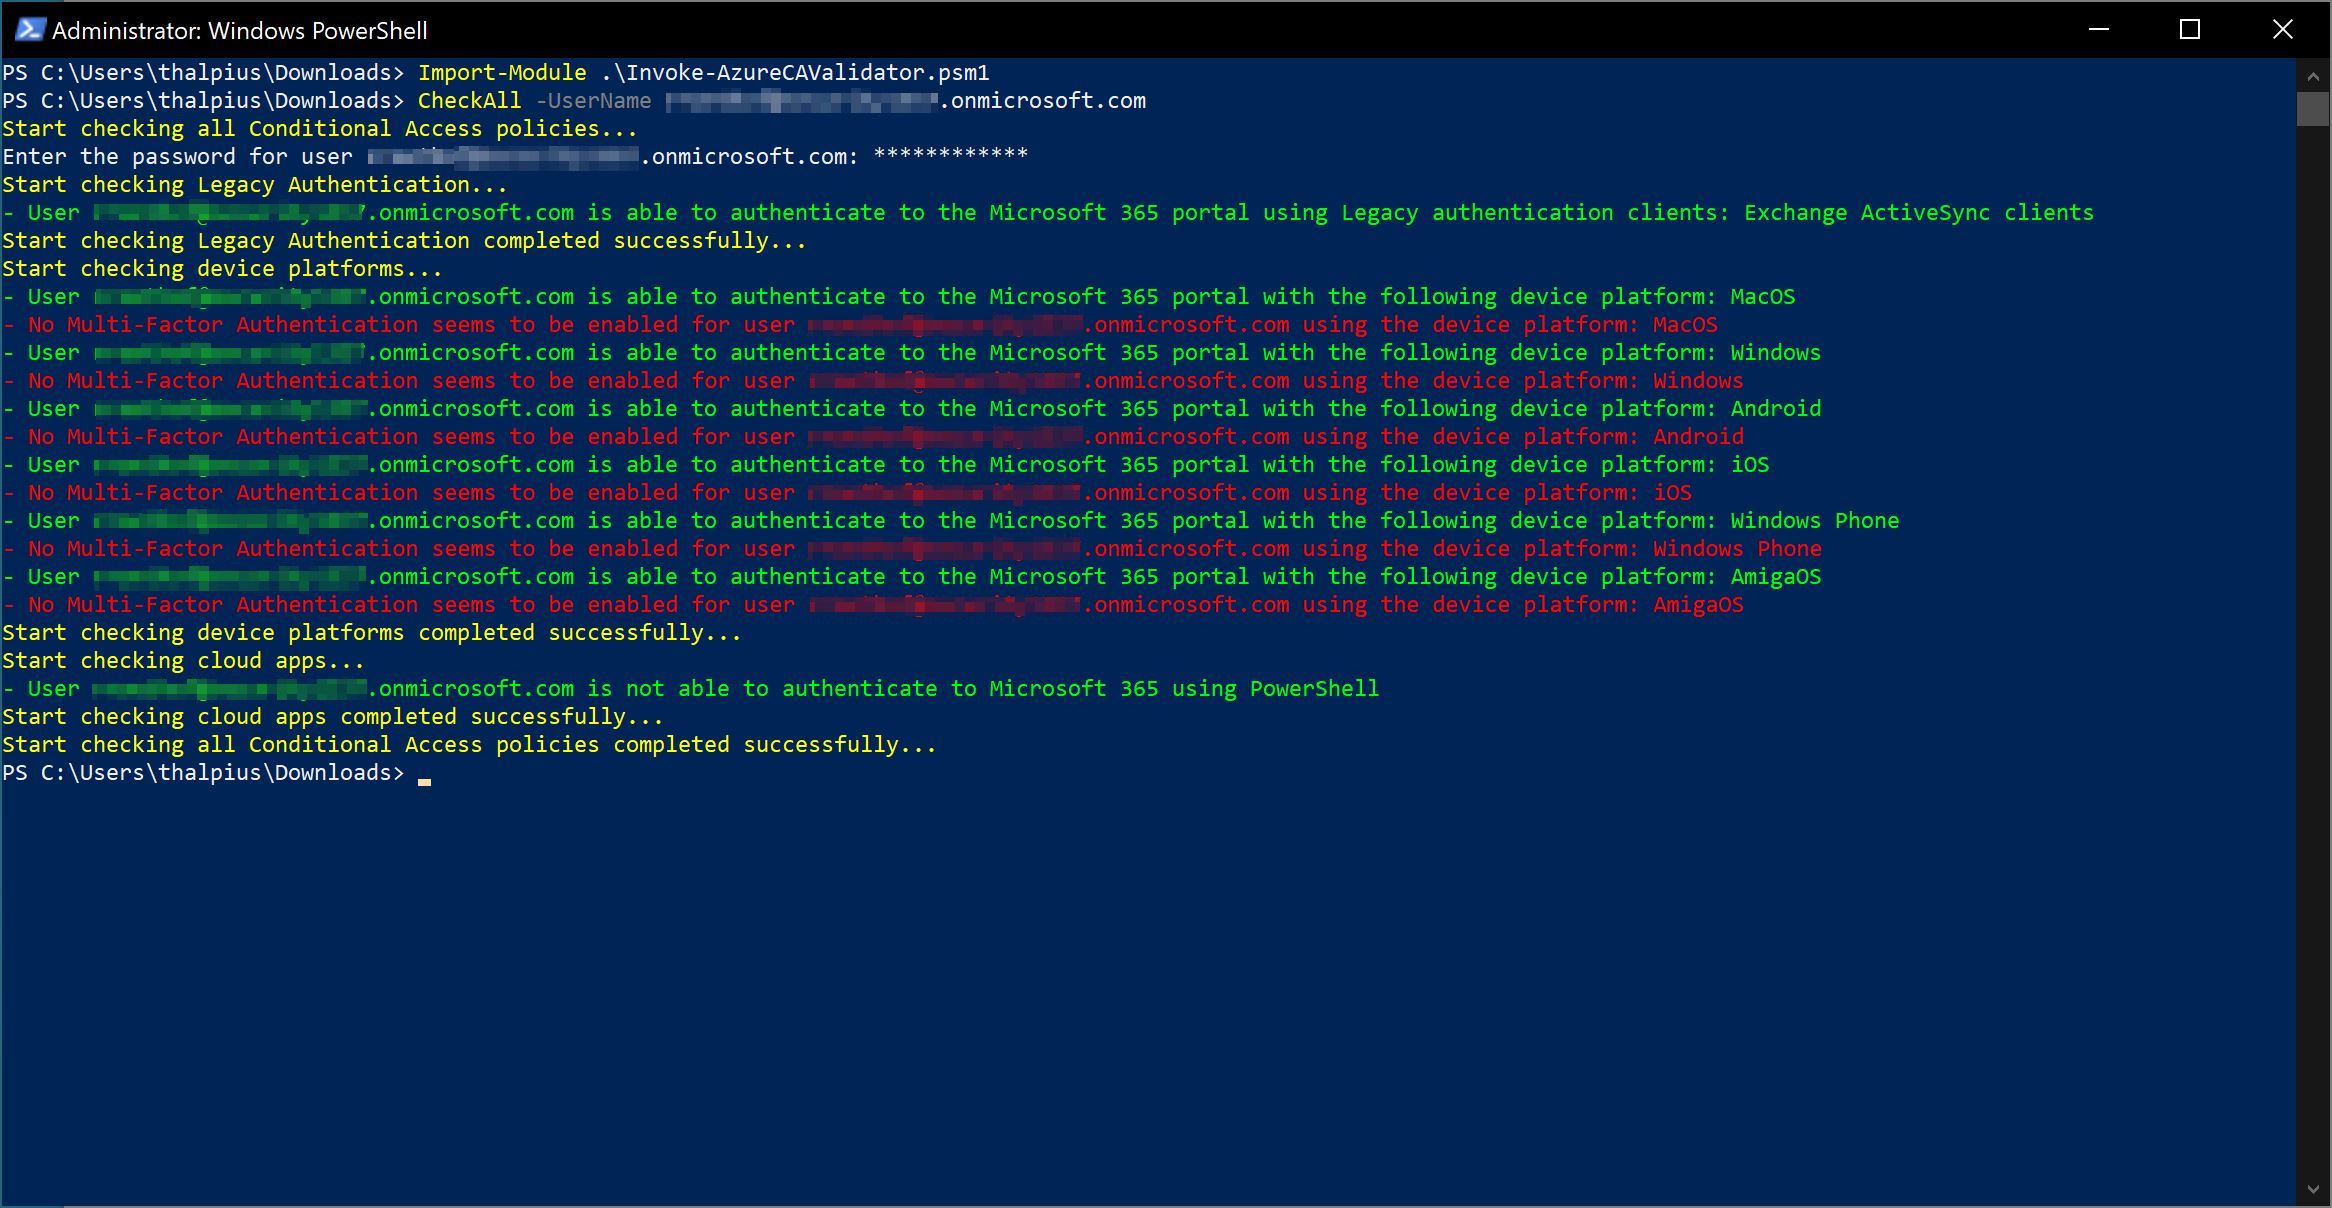 Administrator: Windows PowerShell
PS C:\Users\thalpius\Downloads> Import-Module .\Invoke-AzureCAValidator.psm1
PS C:\Users\thalpius\Downloads> CheckAll -UserName .onmicrosoft.com
Start checking all Conditional Access policies...
Enter the password for user .onmicrosoft.com: ************
Start checking Legacy Authentication...
- User .onmicrosoft.com is able to authenticate to the Microsoft 365 portal using Legacy authentication clients: Exchange ActiveSync clients
Start checking Legacy Authentication completed successfully...
Start checking device platforms...
- User .onmicrosoft.com is able to authenticate to the Microsoft 365 portal with the following device platform: MacOS
- No Multi-Factor Authentication seems to be enabled for user .onmicrosoft.com using the device platform: MacOS
- User .onmicrosoft.com is able to authenticate to the Microsoft 365 portal with the following device platform: Windows
- No Multi-Factor Authentication seems to be enabled for user .onmicrosoft.com using the device platform: Windows
- User .onmicrosoft.com is able to authenticate to the Microsoft 365 portal with the following device platform: Android
- No Multi-Factor Authentication seems to be enabled for user .onmicrosoft.com using the device platform: Android
- User .onmicrosoft.com is able to authenticate to the Microsoft 365 portal with the following device platform: iOS
- No Multi-Factor Authentication seems to be enabled for user .onmicrosoft.com using the device platform: iOS
- User .onmicrosoft.com is able to authenticate to the Microsoft 365 portal with the following device platform: Windows Phone
- No Multi-Factor Authentication seems to be enabled for user .onmicrosoft.com using the device platform: Windows Phone
- User .onmicrosoft.com is able to authenticate to the Microsoft 365 portal with the following device platform: AmigaOS
- No Multi-Factor Authentication seems to be enabled for user .onmicrosoft.com using the device platform: AmigaOS
Start checking device platforms completed successfully...
Start checking cloud apps...
- User .onmicrosoft.com is not able to authenticate to Microsoft 365 using PowerShell
Start checking cloud apps completed successfully...
Start checking all Conditional Access policies completed successfully...
PS C:\Users\thalpius\Downloads>